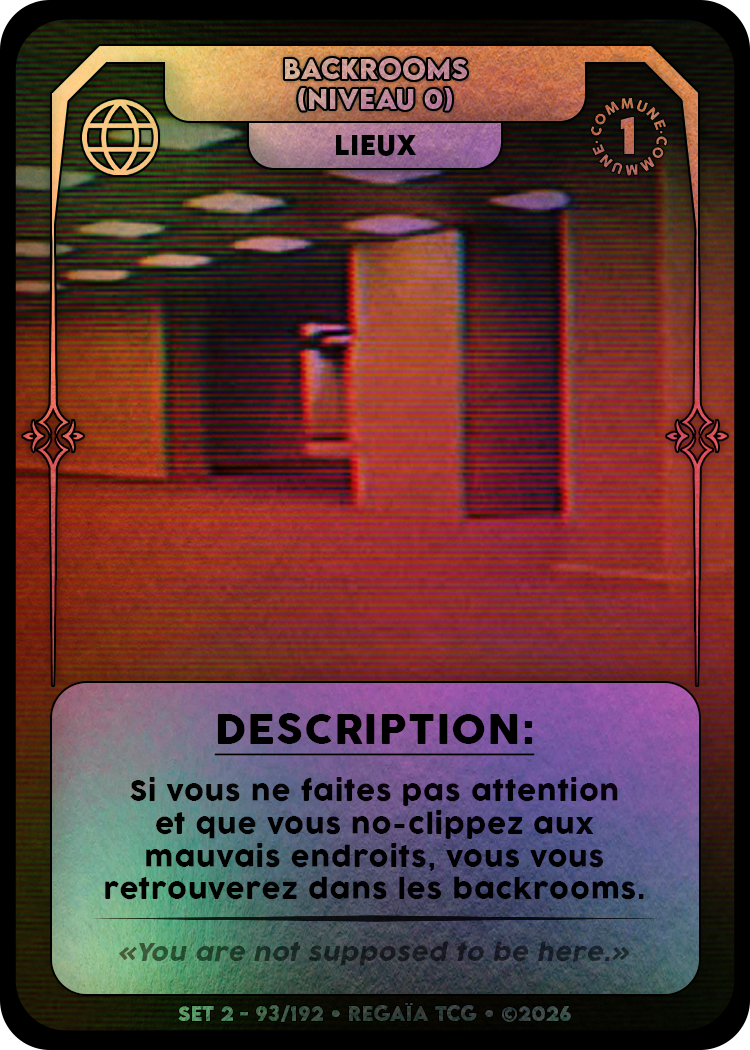 BACKROOMS
(NIVEAU 0)
LIEUX
COMMUNE · COMMUNE ·
1
DESCRIPTION:
Si vous ne faites pas attention
et que vous no-clippez aux
mauvais endroits, vous vous
retrouverez dans les backrooms.
«You are not supposed to be here.»
SET 2 - 93/192 • REGAÏA TCG • ©2026